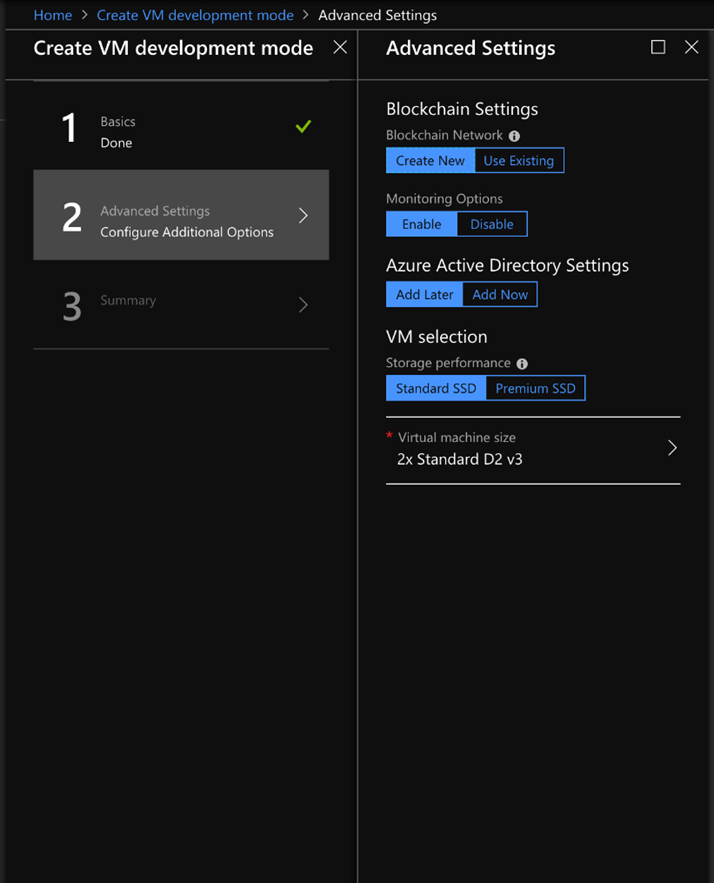 Home > Create VM development mode > Advanced Settings
Create VM development mode
1
Basics
Done
2
Advanced Settings
Configure Additional Options
3
Summary
Advanced Settings
Blockchain Settings
Blockchain Network
Create New Use Existing
Monitoring Options
Enable Disable
Azure Active Directory Settings
Add Later Add Now
VM selection
Storage performance
Standard SSD Premium SSD
* Virtual machine size
2x Standard D2 v3